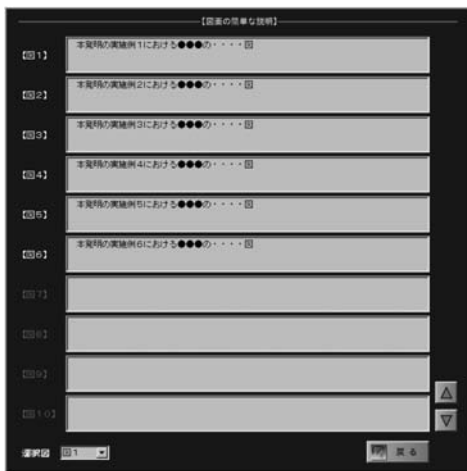 【図面の簡単な説明】
【図1】 本発明の実施例1における●●●の・・・・図
【図2】 本発明の実施例2における●●●の・・・・図
【図3】 本発明の実施例3における●●●の・・・・図
【図4】 本発明の実施例4における●●●の・・・・図
【図5】 本発明の実施例5における●●●の・・・・図
【図6】 本発明の実施例6における●●●の・・・・図
【図7】
【図8】
【図9】
【図10】
選択図 図1 戻る